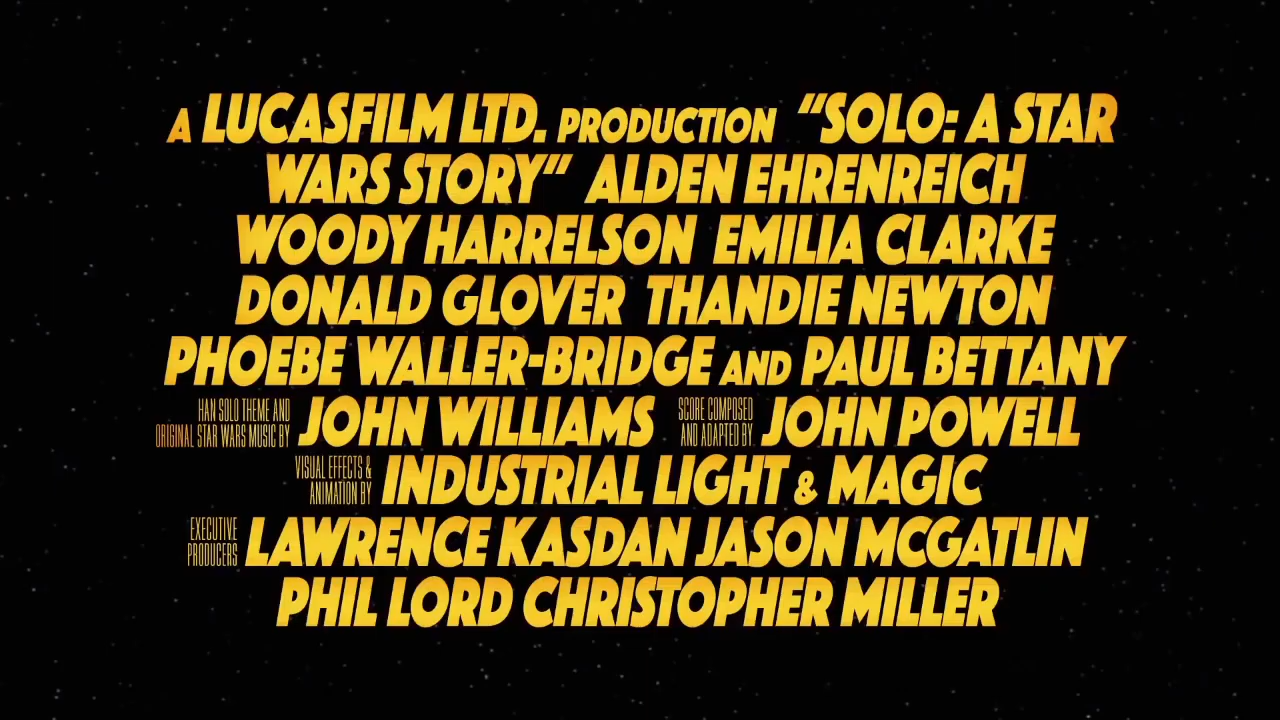 A LUCASFILM LTD. PRODUCTION “SOLO: A STAR
WARS STORY” ALDEN EHRENREICH
WOODY HARRELSON EMILIA CLARKE
DONALD GLOVER THANDIE NEWTON
PHOEBE WALLER-BRIDGE AND PAUL BETTANY
HAN SOLO THEME AND
ORIGINAL STAR WARS MUSIC BY
JOHN WILLIAMS
SCORE COMPOSED
AND ADAPTED BY
JOHN POWELL
VISUAL EFFECTS &
ANIMATION BY
INDUSTRIAL LIGHT & MAGIC
EXECUTIVE
PRODUCERS
LAWRENCE KASDAN JASON MCGATLIN
PHIL LORD CHRISTOPHER MILLER